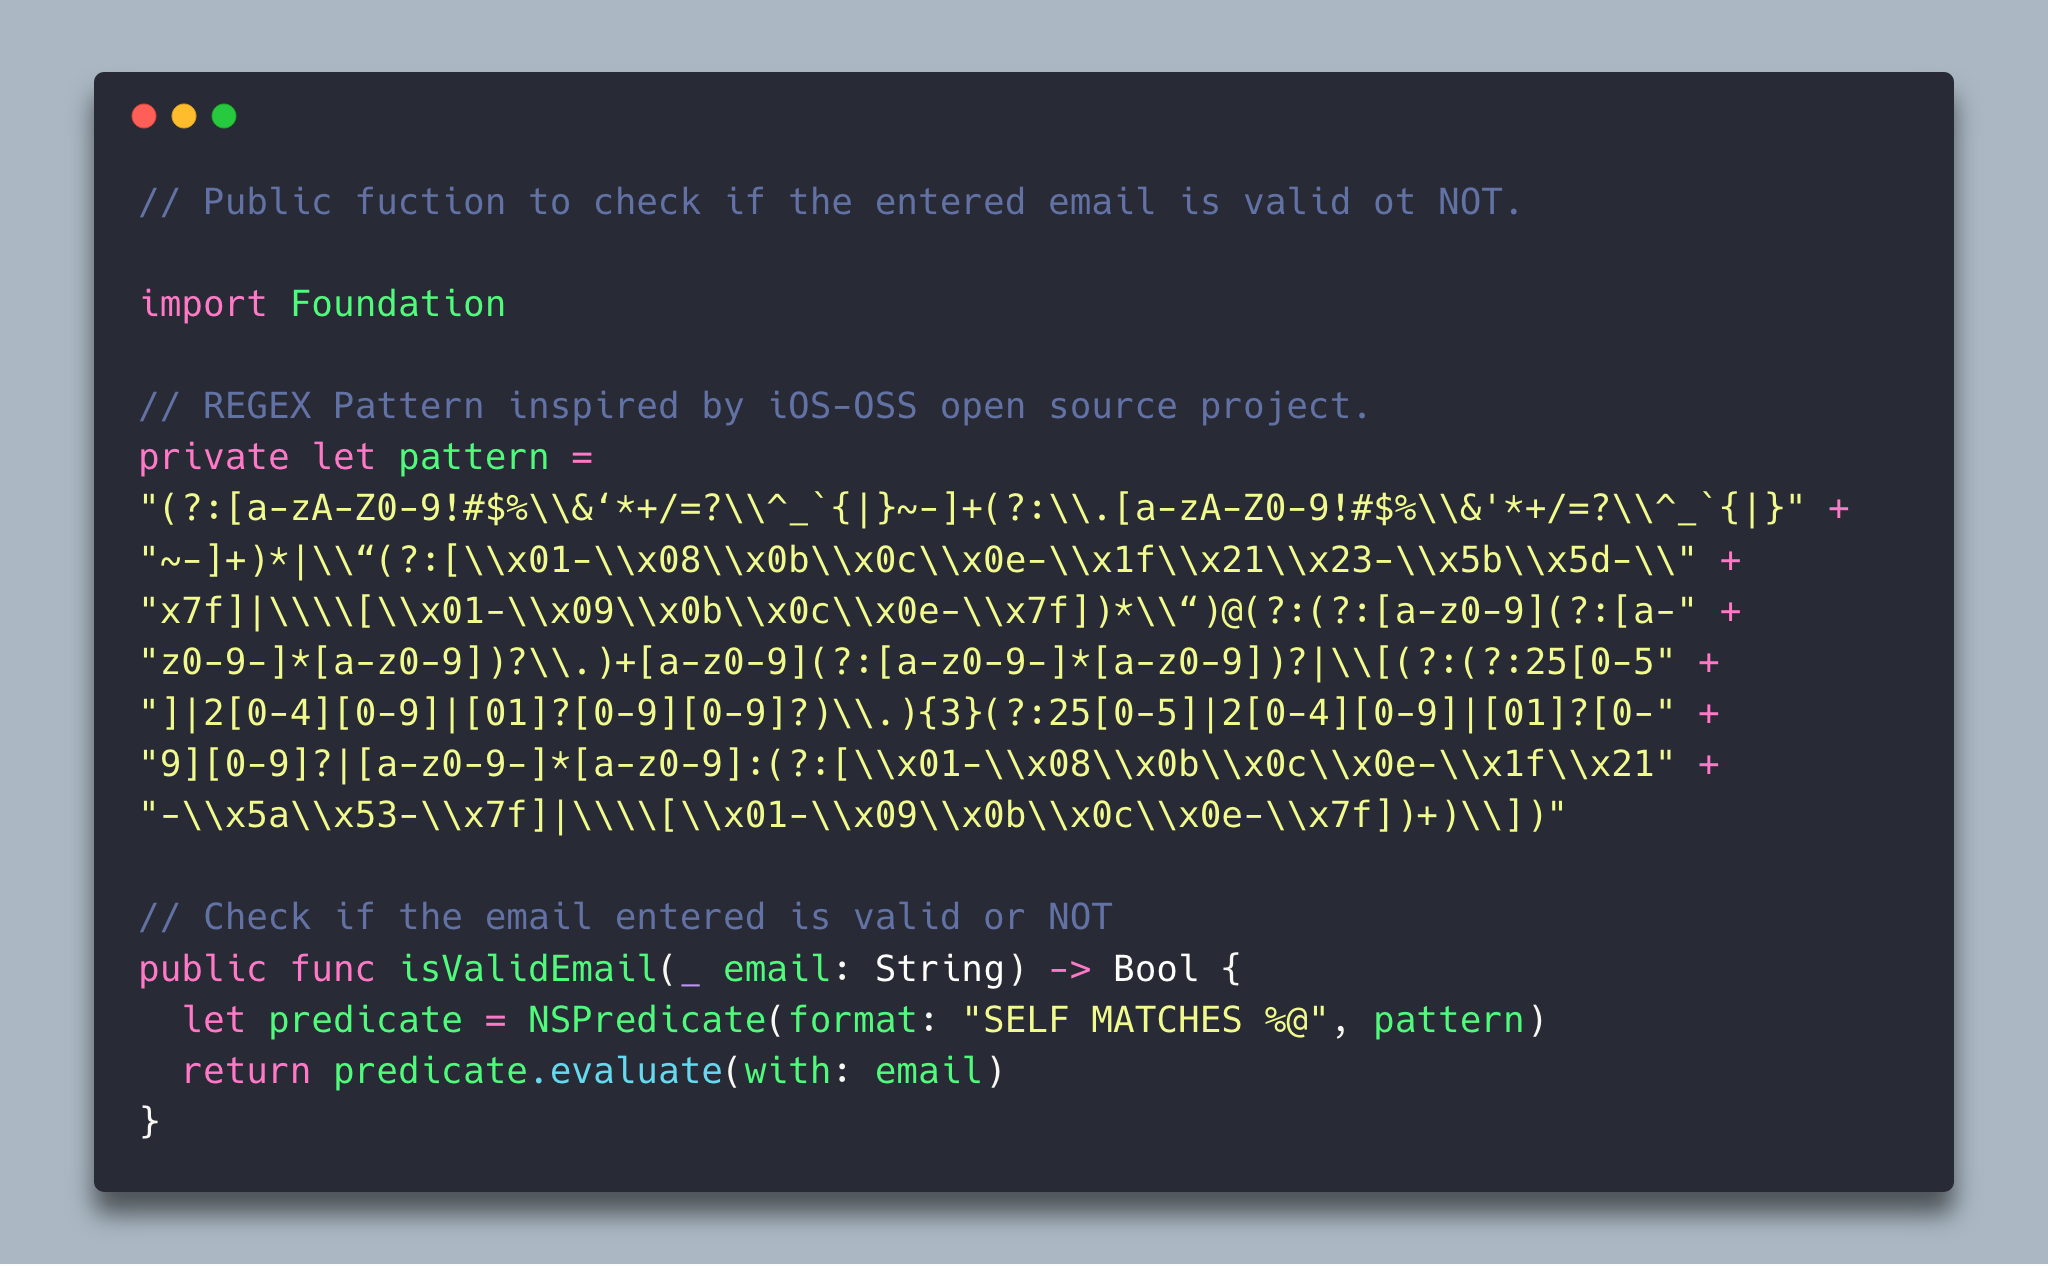 // Public fuction to check if the entered email is valid ot NOT.
import Foundation
// REGEX Pattern inspired by iOS-OSS open source project.
private let pattern =
"(?:[a-zA-Z0-9!#$%\\&‘*+/=?\\^_`{|}~-]+(?:\\.[a-zA-Z0-9!#$%\\&'*+/=?\\^_`{|}" +
"~-]+)*|\\“(?:[\\x01-\\x08\\x0b\\x0c\\x0e-\\x1f\\x21\\x23-\\x5b\\x5d-\\" +
"x7f]|\\\\[\\x01-\\x09\\x0b\\x0c\\x0e-\\x7f])*\\“)@(?:(?:[a-z0-9](?:[a-" +
"z0-9-]*[a-z0-9])?\\.)+[a-z0-9](?:[a-z0-9-]*[a-z0-9])?|\\[(?:(?:25[0-5" +
"]|2[0-4][0-9]|[01]?[0-9][0-9]?)\\.){3}(?:25[0-5]|2[0-4][0-9]|[01]?[0-" +
"9][0-9]?|[a-z0-9-]*[a-z0-9]:(?:[\\x01-\\x08\\x0b\\x0c\\x0e-\\x1f\\x21" +
"-\\x5a\\x53-\\x7f]|\\\\[\\x01-\\x09\\x0b\\x0c\\x0e-\\x7f])+)\\])"
// Check if the email entered is valid or NOT
public func isValidEmail(_ email: String) -> Bool {
  let predicate = NSPredicate(format: "SELF MATCHES %@", pattern)
  return predicate.evaluate(with: email)
}